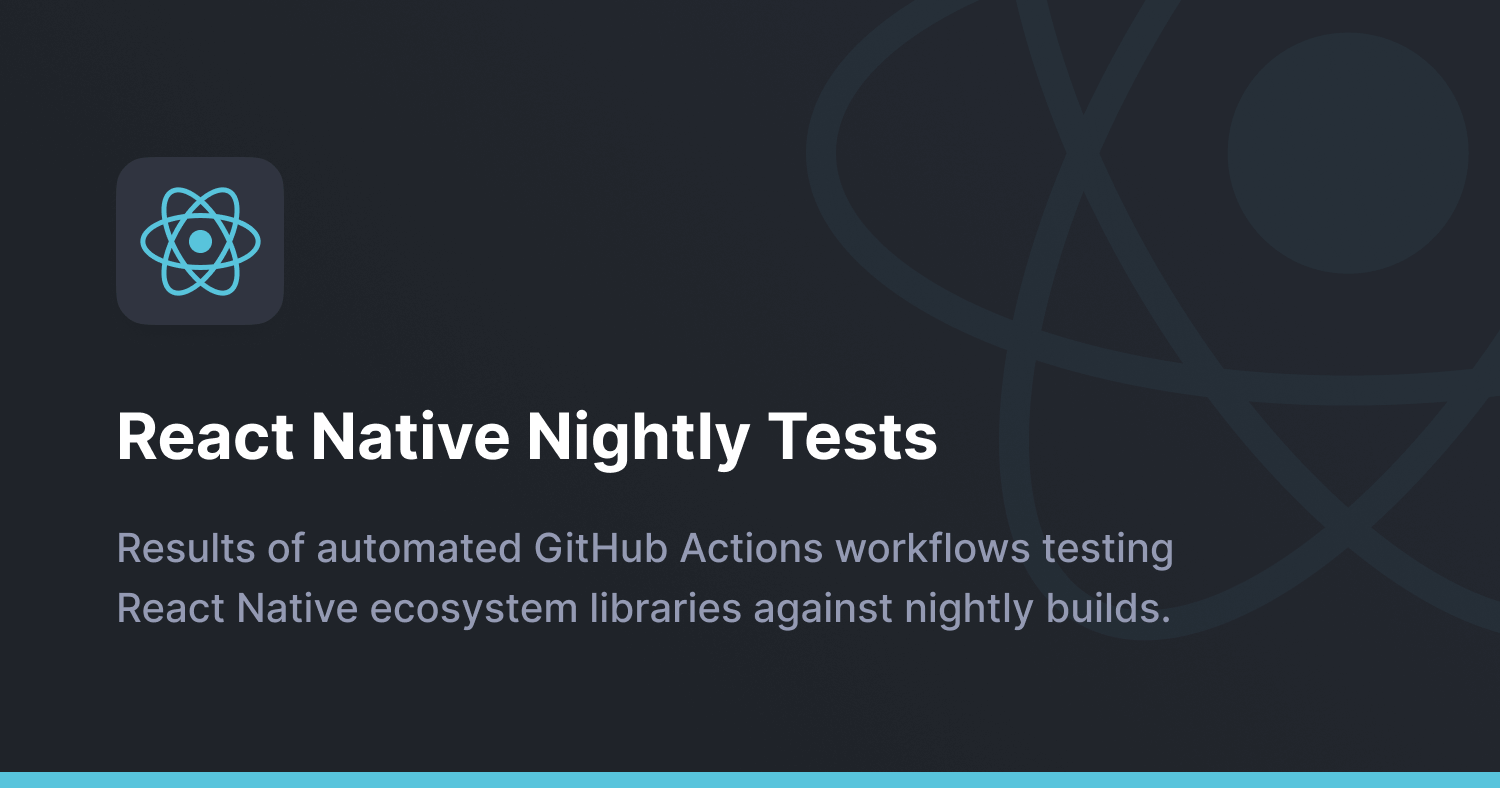 React Native Nightly Tests
Results of automated GitHub Actions workflows testing
React Native ecosystem libraries against nightly builds.